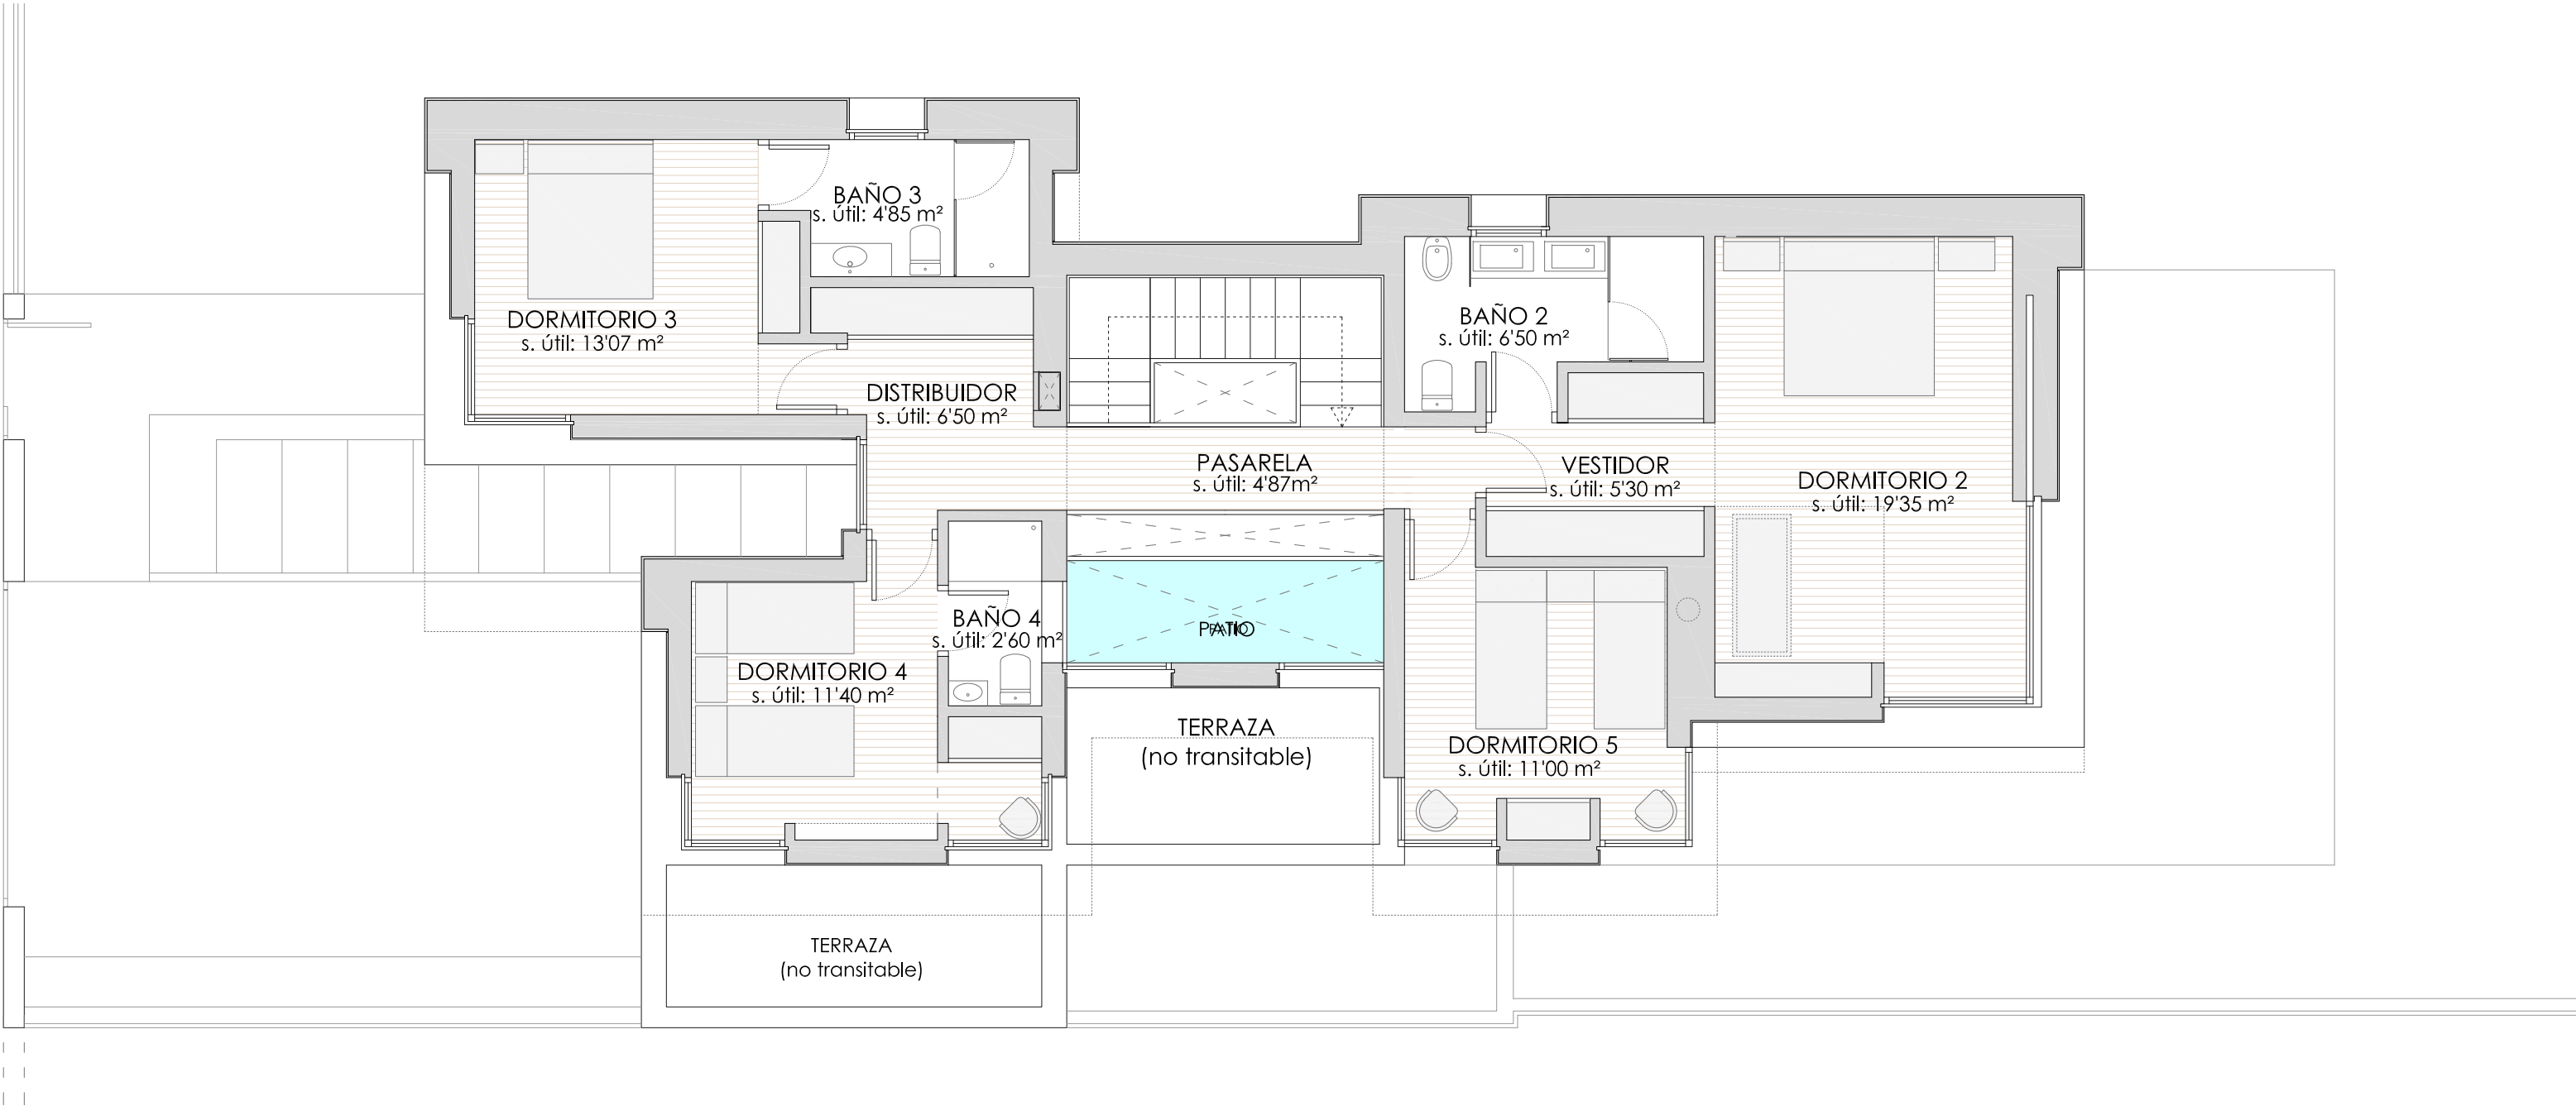 BAÑO 3
s. útil: 4'85 m²
DORMITORIO 3
s. útil: 13'07 m²
BAÑO 2
s. útil: 6'50 m²
DISTRIBUIDOR
s. útil: 6'50 m²
PASARELA
s. útil: 4'87m²
VESTIDOR
s. útil: 5'30 m²
DORMITORIO 2
s. útil: 19'35 m²
BAÑO 4
s. útil: 2'60 m²
PATIO
PATIO
DORMITORIO 4
s. útil: 11'40 m²
TERRAZA
(no transitable)
DORMITORIO 5
s. útil: 11'00 m²
TERRAZA
(no transitable)